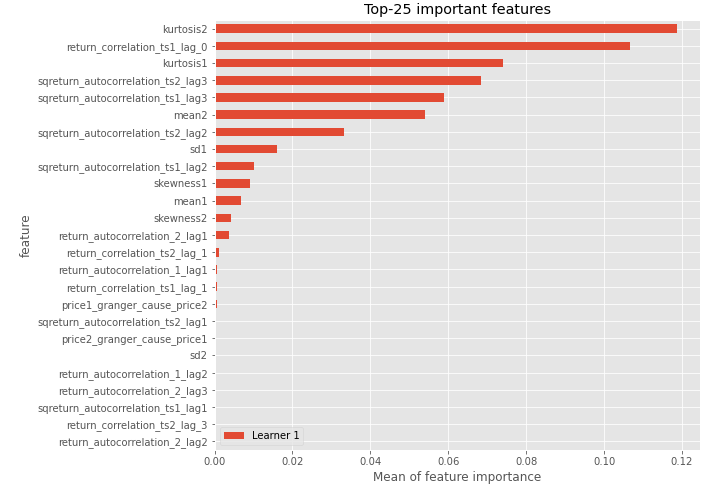 Top-25 important features
kurtosis2
return_correlation_ts1_lag_0
kurtosis1
sqreturn_autocorrelation_ts2_lag3
sqreturn_autocorrelation_ts1_lag3
mean2
sqreturn_autocorrelation_ts2_lag2
sd1
sqreturn_autocorrelation_ts1_lag2
skewness1
mean1
skewness2
return_autocorrelation_2_lag1
return_correlation_ts2_lag_1
return_autocorrelation_1_lag1
return_correlation_ts1_lag_1
price1_granger_cause_price2
sqreturn_autocorrelation_ts2_lag1
price2_granger_cause_price1
sd2
return_autocorrelation_1_lag2
return_autocorrelation_2_lag3
sqreturn_autocorrelation_ts1_lag1
return_correlation_ts2_lag_3
return_autocorrelation_2_lag2
feature
Learner 1
0.00 0.02 0.04 0.06 0.08 0.10 0.12
Mean of feature importance